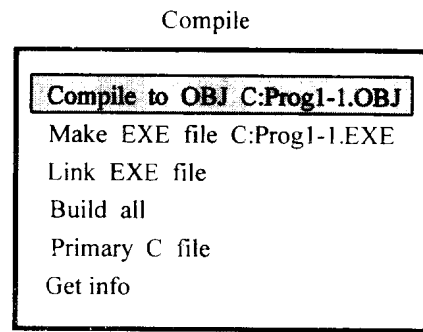 Compile
Compile to OBJ C:Prog1-1.OBJ
Make EXE file C:Prog1-1.EXE
Link EXE file
Build all
Primary C file
Get info